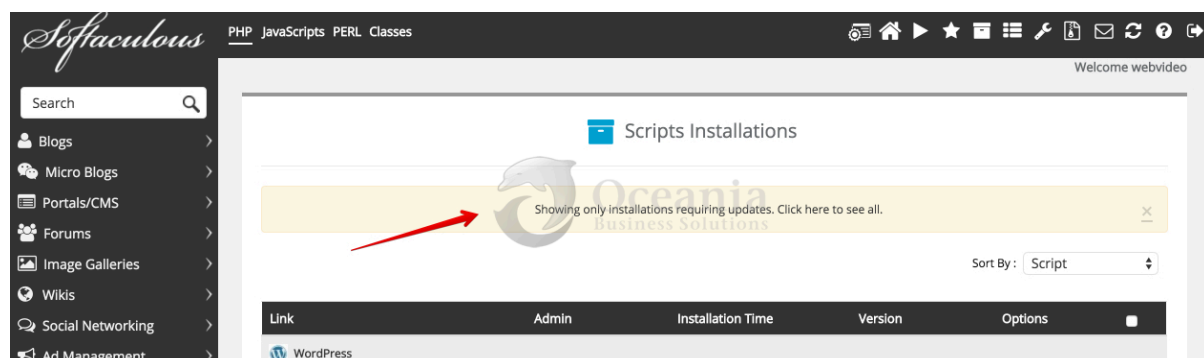 Softaculous
PHP JavaScripts PERL Classes
Welcome webvideo
Search
Blogs
Micro Blogs
Portals/CMS
Forums
Image Galleries
Wikis
Social Networking
Ad Management
Scripts Installations
Oceania
Business Solutions
Showing only installations requiring updates. Click here to see all.
Sort By : Script
Link Admin Installation Time Version Options
WordPress